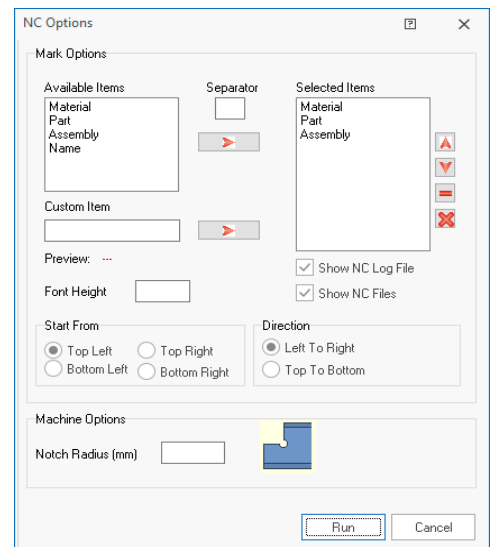 NC Options
Mark Options
Available Items
Separator
Selected Items
Material
Part
Assembly
Name
Material
Part
Assembly
Custom Item
Preview: ---
Show NC Log File
Font Height
Show NC Files
Start From
Top Left
Top Right
Bottom Left
Bottom Right
Direction
Left To Right
Top To Bottom
Machine Options
Notch Radius (mm)
Run
Cancel